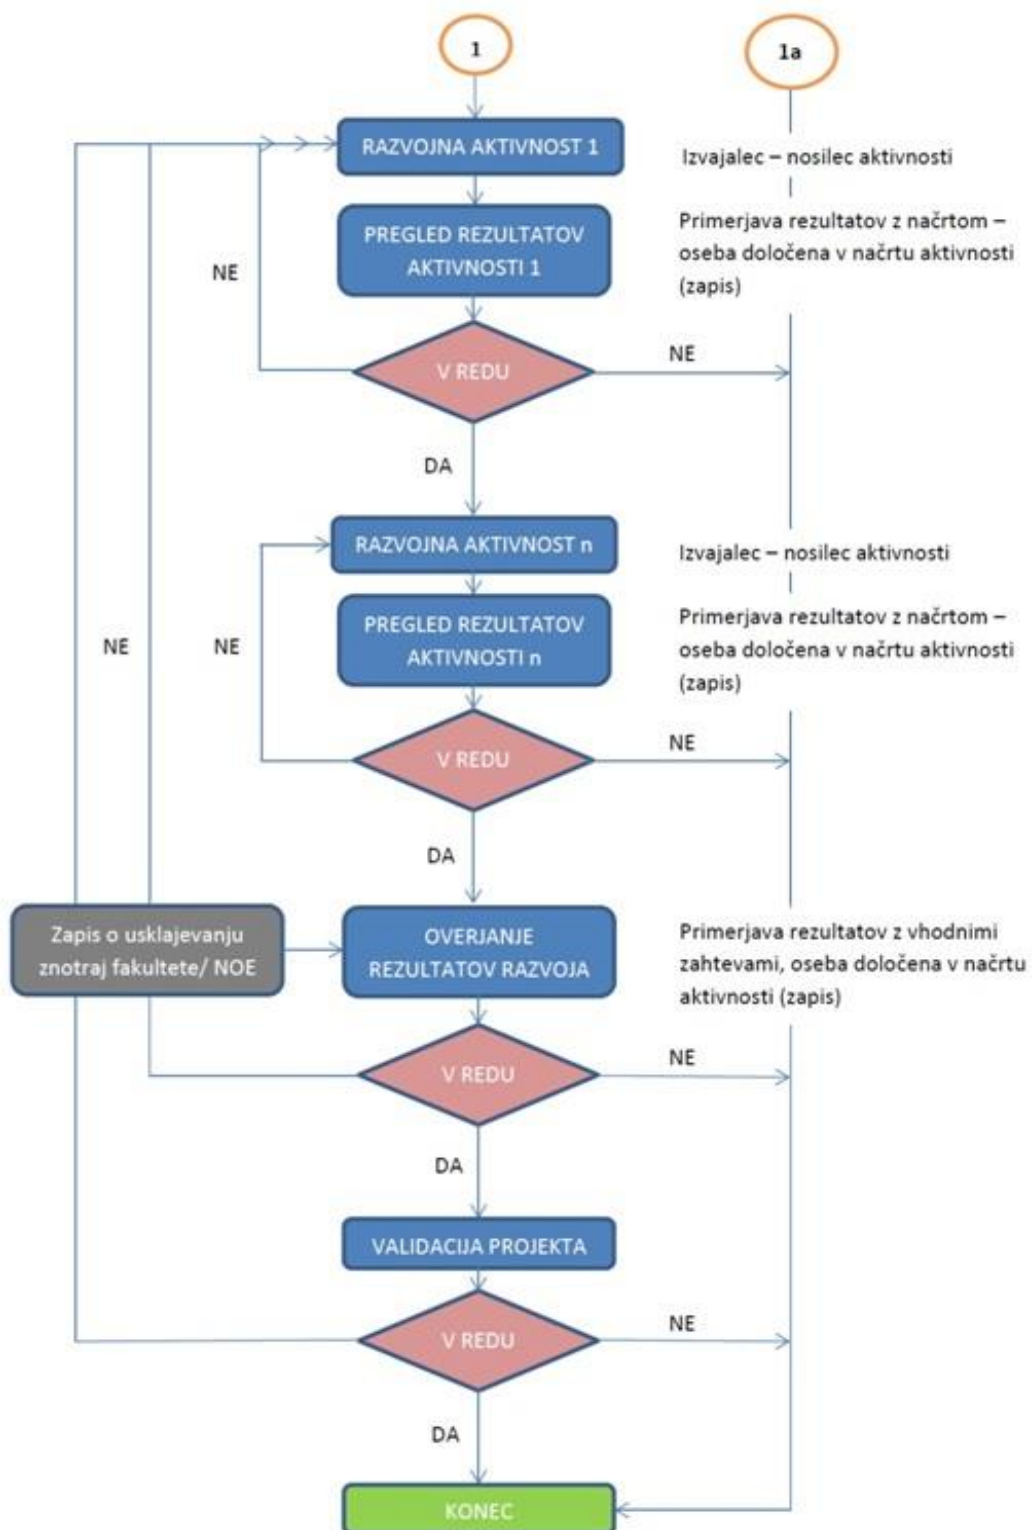 1
1a
RAZVOJNA AKTIVNOST 1
Izvajalec – nosilec aktivnosti
PREGLED REZULTATOV
AKTIVNOSTI 1
Primerjava rezultatov z načrtom –
oseba določena v načrtu aktivnosti
(zapis)
NE
V REDU
NE
DA
RAZVOJNA AKTIVNOST n
Izvajalec – nosilec aktivnosti
PREGLED REZULTATOV
AKTIVNOSTI n
Primerjava rezultatov z načrtom –
oseba določena v načrtu aktivnosti
(zapis)
NE
NE
V REDU
NE
DA
Zapis o usklajevanju
znotraj fakultete/ NOE
OVERJANJE
REZULTATOV RAZVOJA
Primerjava rezultatov z vhodnimi
zahtevami, oseba določena v načrtu
aktivnosti (zapis)
V REDU
NE
DA
VALIDACIJA PROJEKTA
V REDU
NE
DA
KONEC